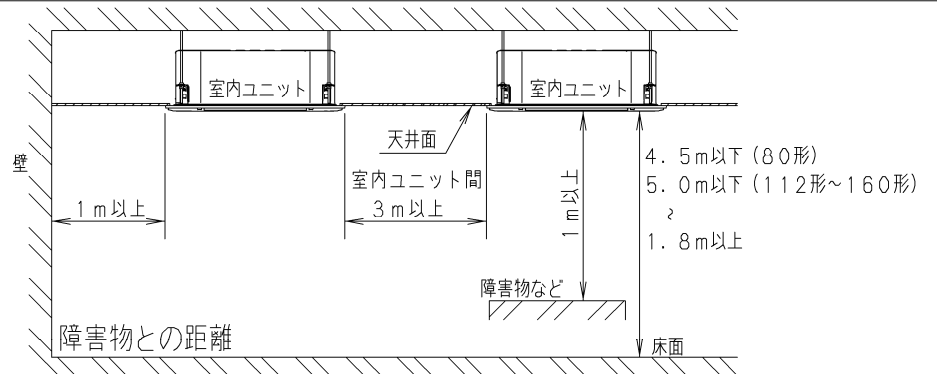 室内ユニット
室内ユニット
天井面
壁
4.5m以下(80形)
室内ユニット間
5.0m以下(112形~160形)
1m以上
3m以上
1m以上
~
1.8m以上
障害物など
障害物との距離
床面